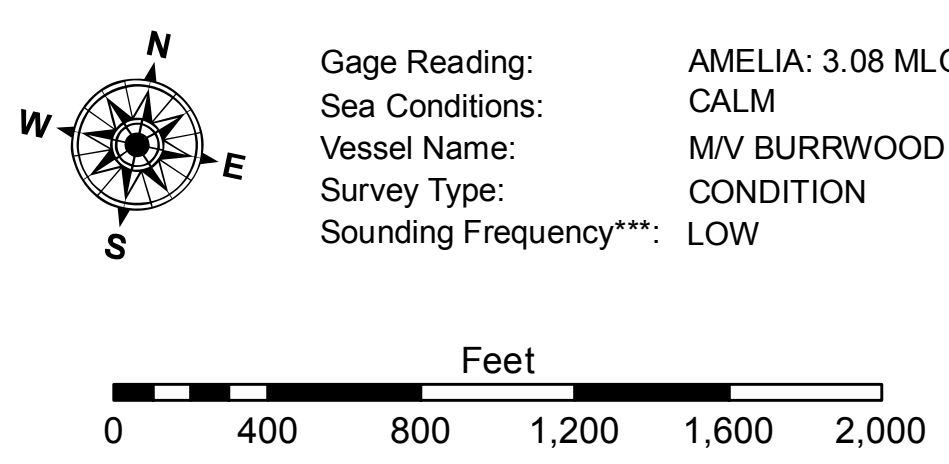 N
W
E
S
Gage Reading: AMELIA: 3.08
Sea Conditions: CALM
Vessel Name: M/V BURRWOOD
Survey Type: CONDITION
Sounding Frequency***: LOW
Feet
0 400 800 1,200 1,600 2,000